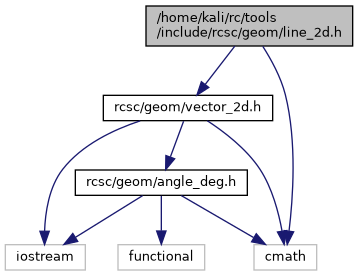 /home/kali/rc/tools
/include/rcsc/geom/line_2d.h
rcsc/geom/vector_2d.h
rcsc/geom/angle_deg.h
iostream
functional
cmath